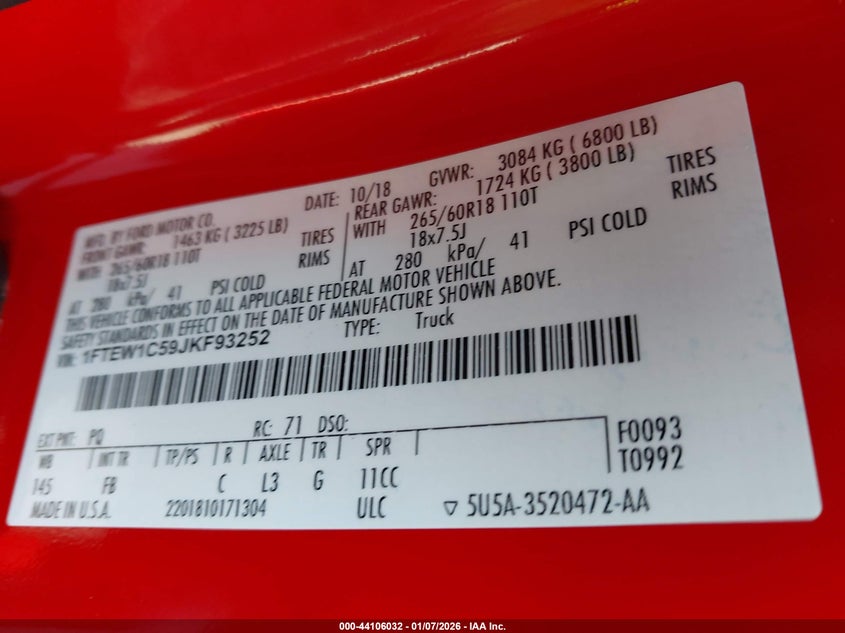 MFD. BY FORD MOTOR CO. DATE: 10/18 GVWR: 3084 KG ( 6800 LB)
FRONT GAWR: 1463 KG ( 3225 LB) REAR GAWR: 1724 KG ( 3800 LB)
WITH 265/60R18 110T TIRES WITH 265/60R18 110T TIRES
18x7.5J RIMS 18x7.5J RIMS
AT 280 kPa/ 41 PSI COLD AT 280 kPa/ 41 PSI COLD
THIS VEHICLE CONFORMS TO ALL APPLICABLE FEDERAL MOTOR VEHICLE
SAFETY STANDARDS IN EFFECT ON THE DATE OF MANUFACTURE SHOWN ABOVE.
VIN: 1FTEW1C59JKF93252 TYPE: Truck
EXT PNT: PQ RC: 71 DSO: F0093
WB INT TR TP/PS R AXLE TR SPR T0992
145 FB C L3 G 11CC
MADE IN U.S.A. 2201810171304 ULC ▽ 5U5A-3520472-AA
000-44106032 - 01/07/2026 - IAA Inc.